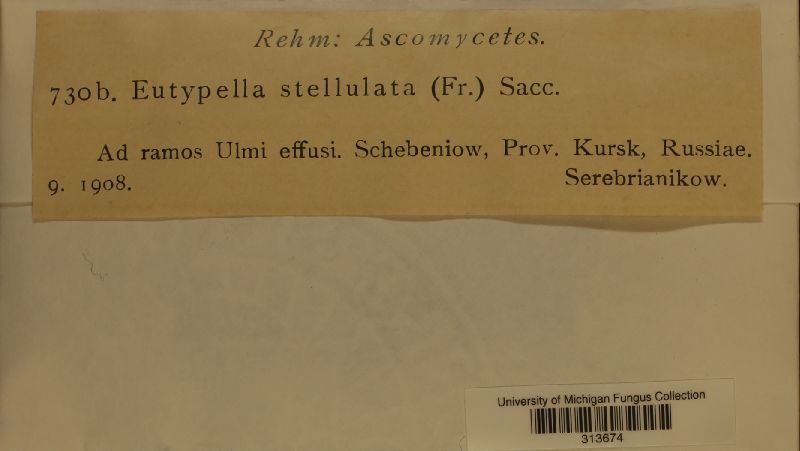 Rehm: Ascomycetes.
730b. Eutypella stellulata (Fr.) Sacc.
Ad ramos Ulmi effusi. Schebeniow, Prov. Kursk, Russiae.
9. 1908. Serebrianikow.
University of Michigan Fungus Collection
313674